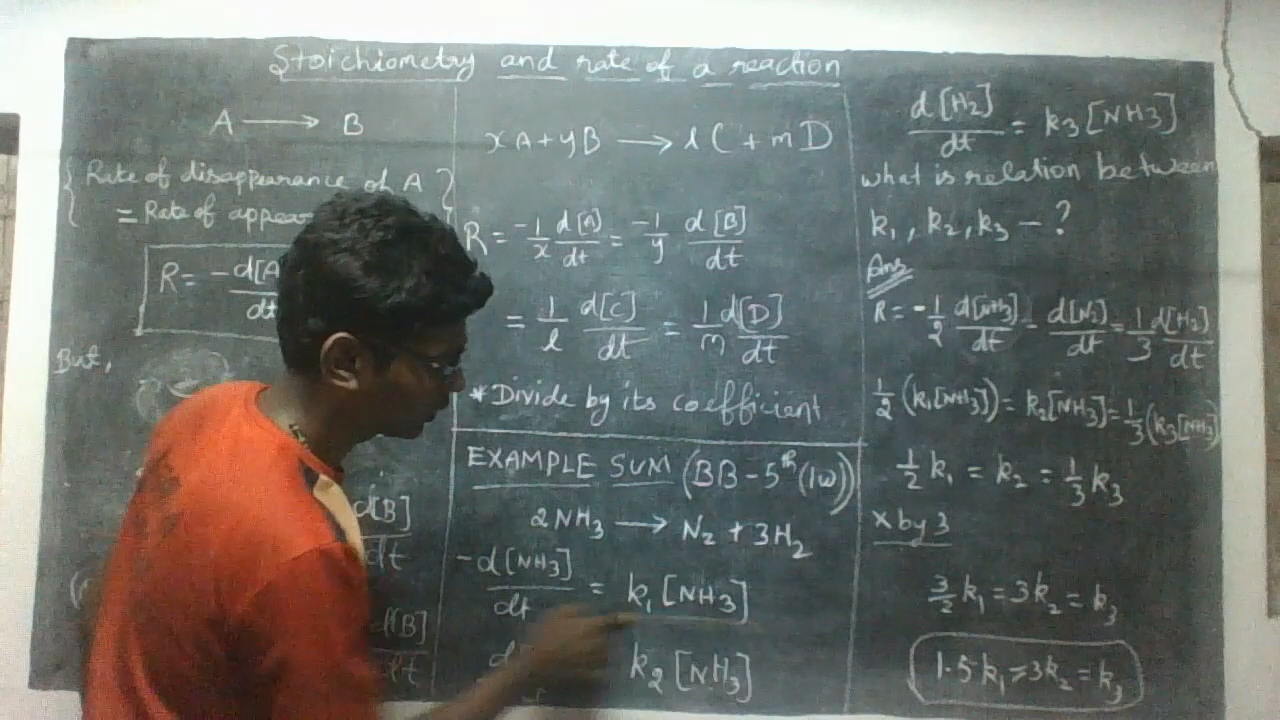 Stoichiometry and rate of a reaction
A ⟶ B
{ Rate of disappearance of A }
= Rate of
R = -d[A
dt
But,
d[B]
dt
d[B]
dt
xA + yB ⟶ lC + mD
R = -1/x d[A]/dt = -1/y d[B]/dt
= 1/l d[C]/dt = 1/m d[D]/dt
*Divide by its coefficient
EXAMPLE SUM (BB-5th(1w))
2NH3 ⟶ N2 + 3H2
-d[NH3]/dt = k1[NH3]
k2[NH3]
d[H2]/dt = k3[NH3]
what is relation between
k1, k2, k3 - ?
Ans
R = -1/2 d[NH3]/dt = d[N2]/dt = 1/3 d[H2]/dt
1/2 (k1[NH3]) = k2[NH3] = 1/3 (k3[NH3])
1/2 k1 = k2 = 1/3 k3
x by 3
3/2 k1 = 3k2 = k3
1.5 k1 = 3k2 = k3